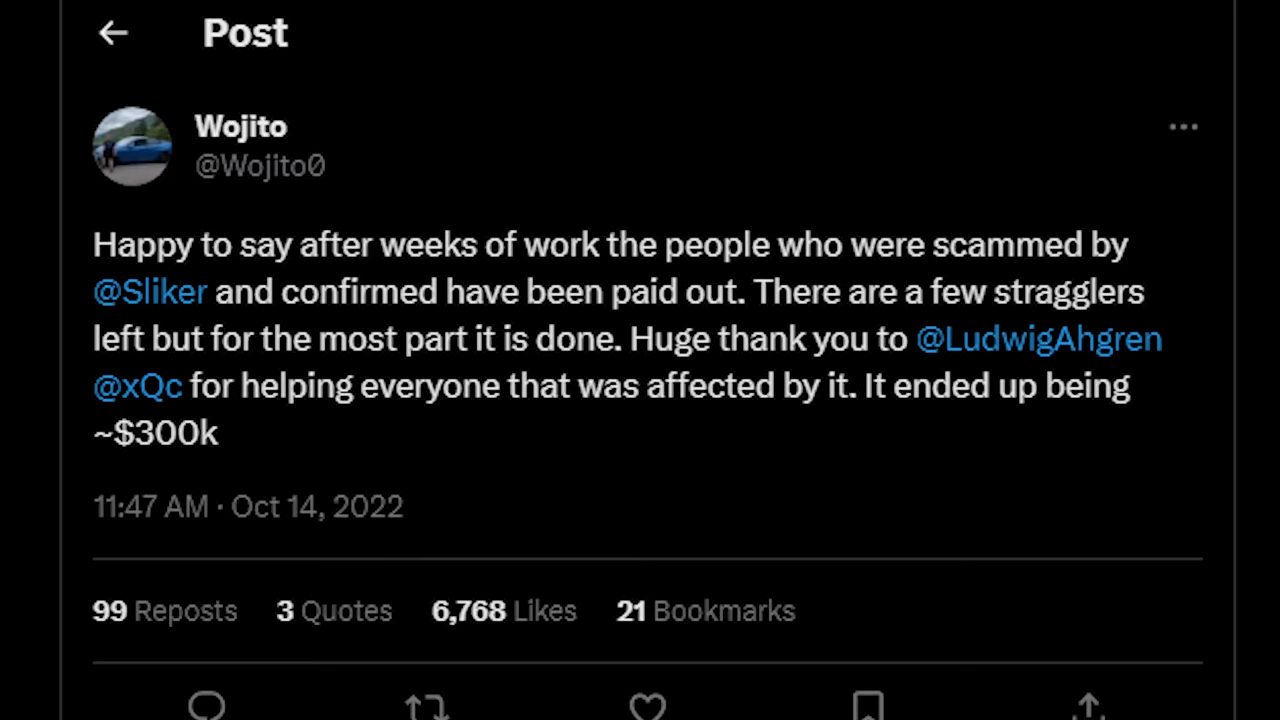 Post
Wojito
@Wojito0
Happy to say after weeks of work the people who were scammed by
@Sliker and confirmed have been paid out. There are a few stragglers
left but for the most part it is done. Huge thank you to @LudwigAhgren
@xQc for helping everyone that was affected by it. It ended up being
~$300k
11:47 AM · Oct 14, 2022
99 Reposts 3 Quotes 6,768 Likes 21 Bookmarks